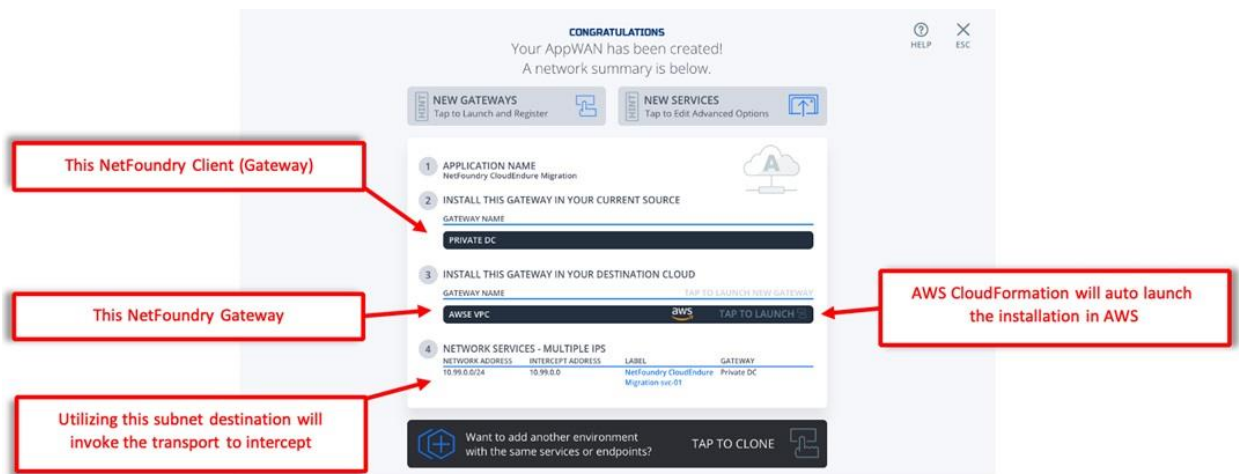 CONGRATULATIONS
Your AppWAN has been created!
A network summary is below.
HELP
ESC
HINT
NEW GATEWAYS
Tap to Launch and Register
HINT
NEW SERVICES
Tap to Edit Advanced Options
This NetFoundry Client (Gateway)
1 APPLICATION NAME
NetFoundry CloudEndure Migration
A
2 INSTALL THIS GATEWAY IN YOUR CURRENT SOURCE
GATEWAY NAME
PRIVATE DC
3 INSTALL THIS GATEWAY IN YOUR DESTINATION CLOUD
GATEWAY NAME TAP TO LAUNCH NEW GATEWAY
AWSE VPC aws TAP TO LAUNCH
This NetFoundry Gateway
AWS CloudFormation will auto launch
the installation in AWS
4 NETWORK SERVICES - MULTIPLE IPS
NETWORK ADDRESS INTERCEPT ADDRESS LABEL GATEWAY
10.99.0.0/24 10.99.0.0 NetFoundry CloudEndure Private DC
Migration svc-01
Utilizing this subnet destination will
invoke the transport to intercept
Want to add another environment
with the same services or endpoints?
TAP TO CLONE